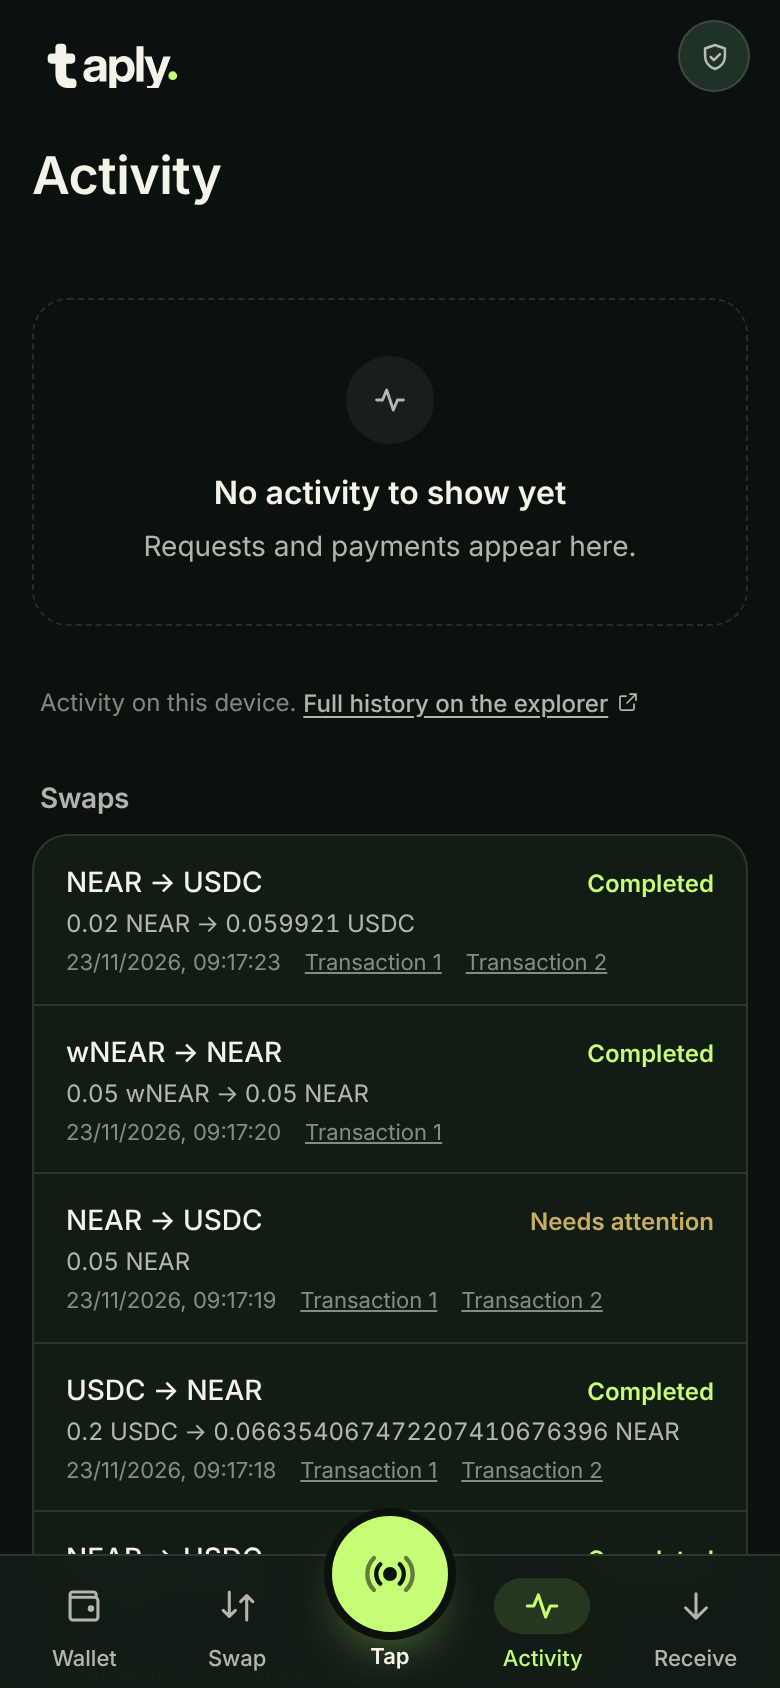 taply.
Activity
No activity to show yet
Requests and payments appear here.
Activity on this device. Full history on the explorer
Swaps
NEAR → USDC Completed
0.02 NEAR → 0.059921 USDC
23/11/2026, 09:17:23 Transaction 1 Transaction 2
wNEAR → NEAR Completed
0.05 wNEAR → 0.05 NEAR
23/11/2026, 09:17:20 Transaction 1
NEAR → USDC Needs attention
0.05 NEAR
23/11/2026, 09:17:19 Transaction 1 Transaction 2
USDC → NEAR Completed
0.2 USDC → 0.066354067472207410676396 NEAR
23/11/2026, 09:17:18 Transaction 1 Transaction 2
Wallet Swap Tap Activity Receive